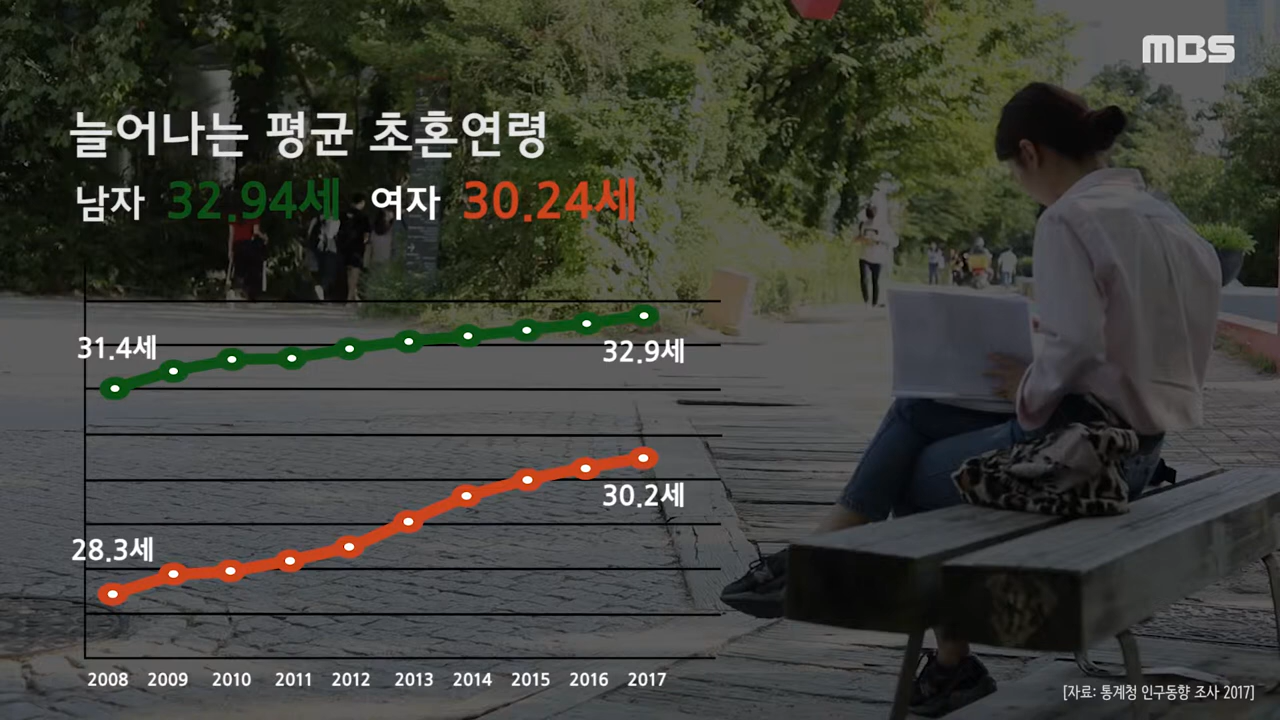 MBS
늘어나는 평균 초혼연령
남자 32.94세 여자 30.24세
31.4세
32.9세
28.3세
30.2세
2008 2009 2010 2011 2012 2013 2014 2015 2016 2017
[자료: 통계청 인구동향 조사 2017]